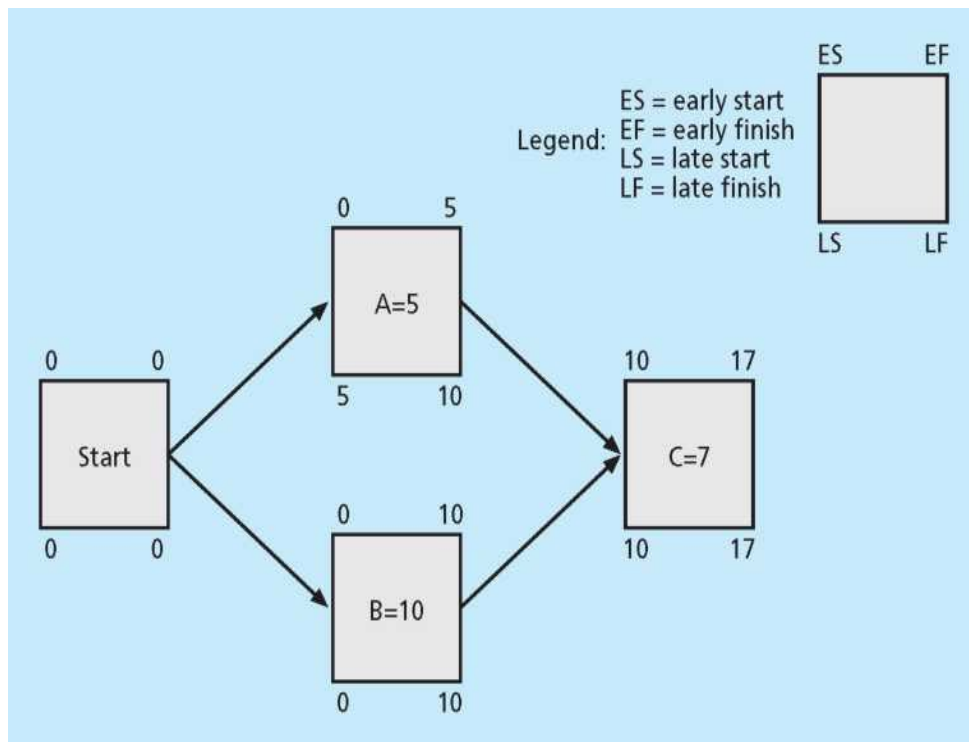 ES EF
ES = early start
EF = early finish
Legend:
LS = late start
LF = late finish
LS LF
0 5
A=5
5 10
0 0
Start
0 0
10 17
C=7
10 17
0 10
B=10
0 10